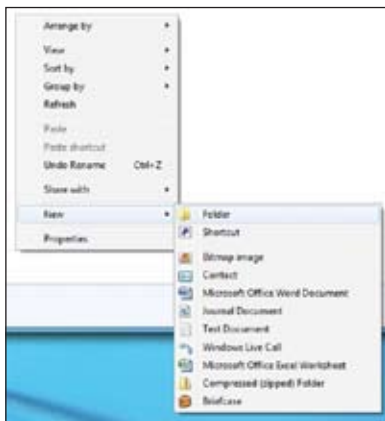 Arrange by
View
Sort by
Group by
Refresh
Paste
Paste shortcut
Undo Rename Ctrl+Z
Share with
New
Properties
Folder
Shortcut
Bitmap image
Contact
Microsoft Office Word Document
Journal Document
Text Document
Windows Live Call
Microsoft Office Excel Worksheet
Compressed (zipped) Folder
Briefcase